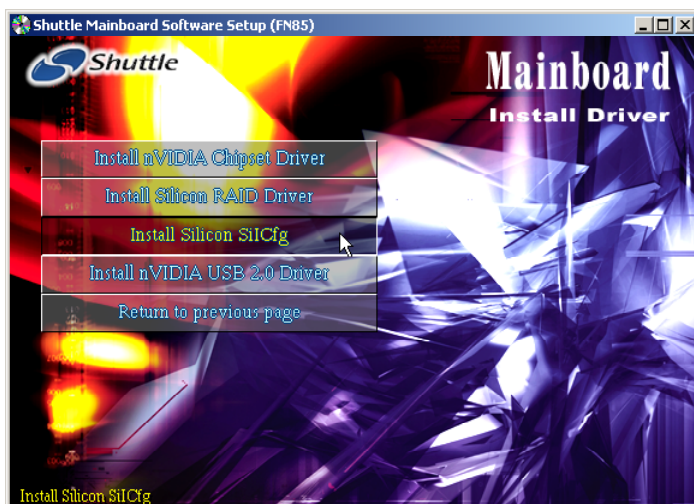 Shuttle Mainboard Software Setup (FN85)
Shuttle
Mainboard
Install Driver
Install nVIDIA Chipset Driver
Install Silicon RAID Driver
Install Silicon SiICfg
Install nVIDIA USB 2.0 Driver
Return to previous page
Install Silicon SiICfg